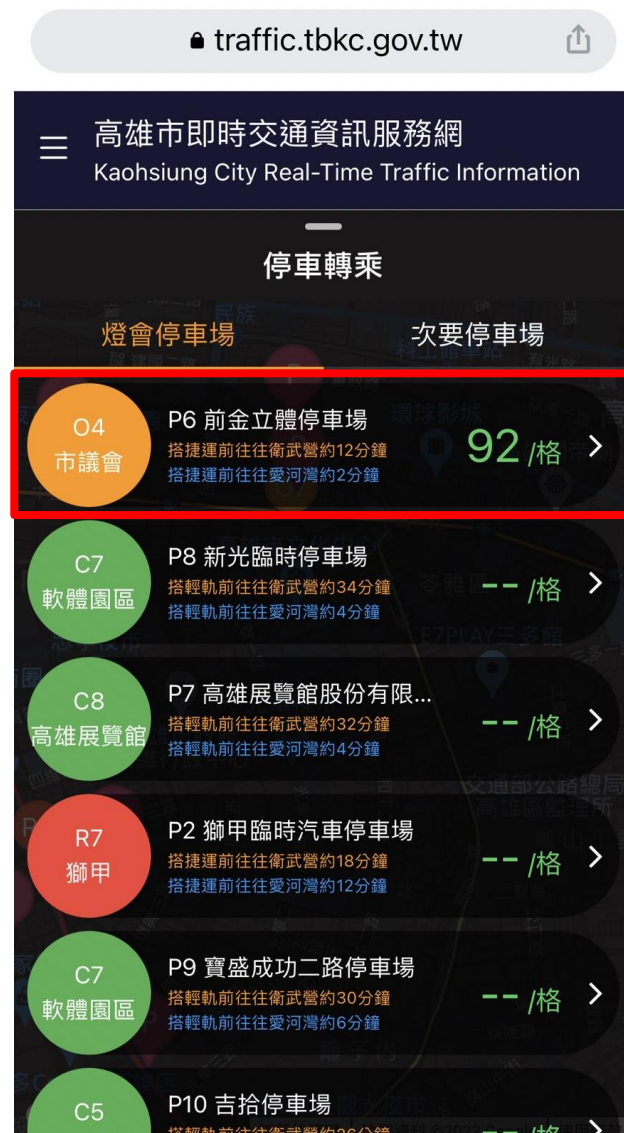 traffic.tbkc.gov.tw
高雄市即時交通資訊服務網
Kaohsiung City Real-Time Traffic Information
停車轉乘
燈會停車場
次要停車場
O4
市議會
P6 前金立體停車場
搭捷運前往往衛武營約12分鐘
搭捷運前往往愛河灣約2分鐘
92 /格
C7
軟體園區
P8 新光臨時停車場
搭輕軌前往往衛武營約34分鐘
搭輕軌前往往愛河灣約4分鐘
-- /格
C8
高雄展覽館
P7 高雄展覽館股份有限...
搭輕軌前往往衛武營約32分鐘
搭輕軌前往往愛河灣約4分鐘
-- /格
R7
獅甲
P2 獅甲臨時汽車停車場
搭捷運前往往衛武營約18分鐘
搭捷運前往往愛河灣約12分鐘
-- /格
C7
軟體園區
P9 寶盛成功二路停車場
搭輕軌前往往衛武營約30分鐘
搭輕軌前往往愛河灣約6分鐘
-- /格
C5
P10 吉拾停車場